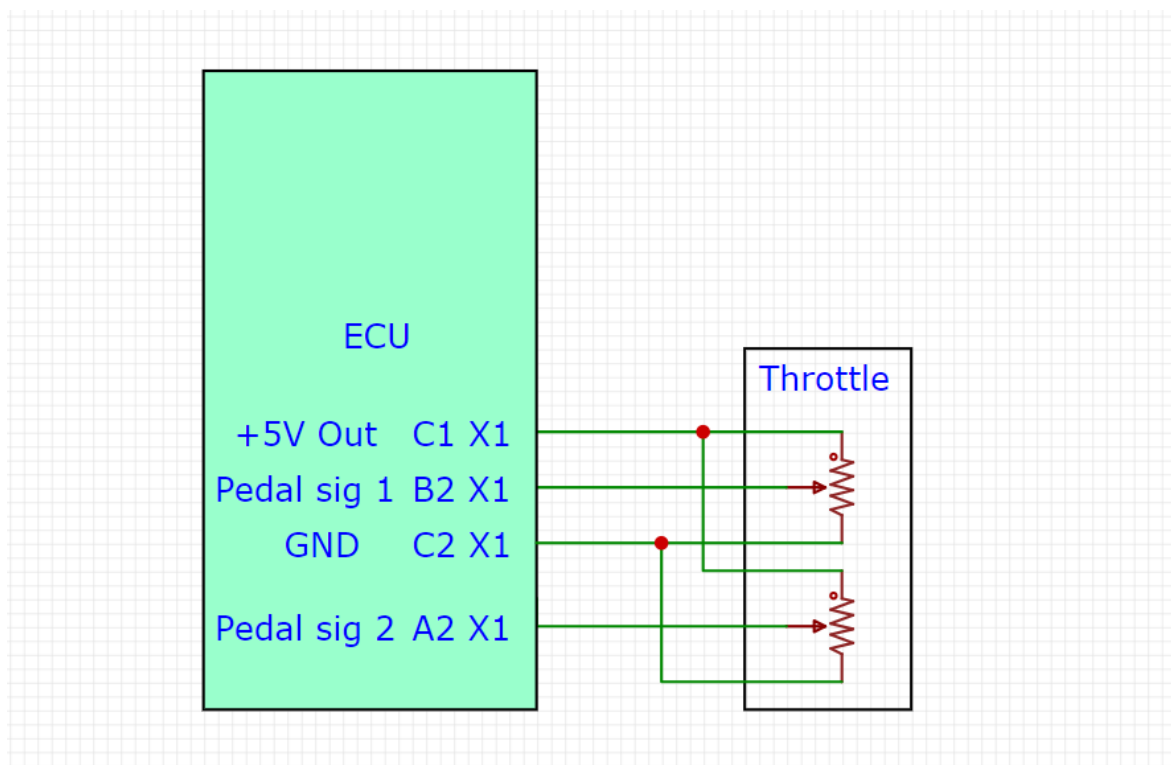 ECU
Throttle
+5V Out C1 X1
Pedal sig 1 B2 X1
GND C2 X1
Pedal sig 2 A2 X1